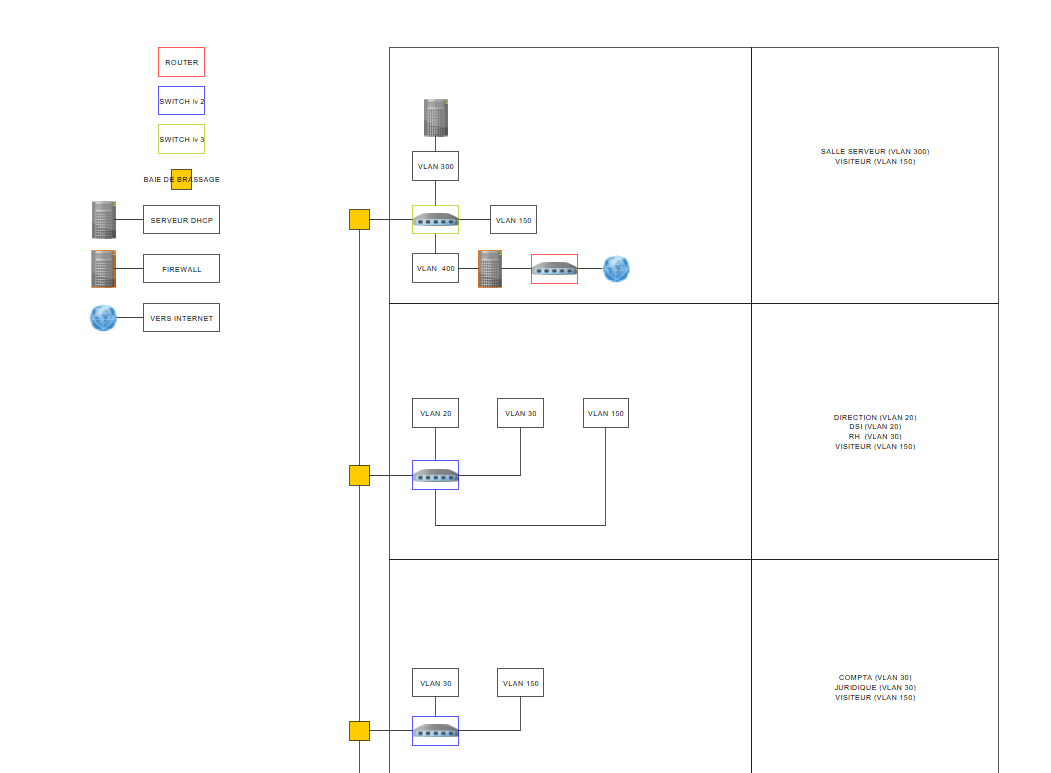 ROUTER
SWITCH lv 2
SWITCH lv 3
BAIE DE BRASSAGE
SERVEUR DHCP
FIREWALL
VERS INTERNET
VLAN 300
VLAN 150
VLAN 400
SALLE SERVEUR (VLAN 300)
VISITEUR (VLAN 150)
VLAN 20
VLAN 30
VLAN 150
DIRECTION (VLAN 20)
DSI (VLAN 20)
RH (VLAN 30)
VISITEUR (VLAN 150)
VLAN 30
VLAN 150
COMPTA (VLAN 30)
JURIDIQUE (VLAN 30)
VISITEUR (VLAN 150)